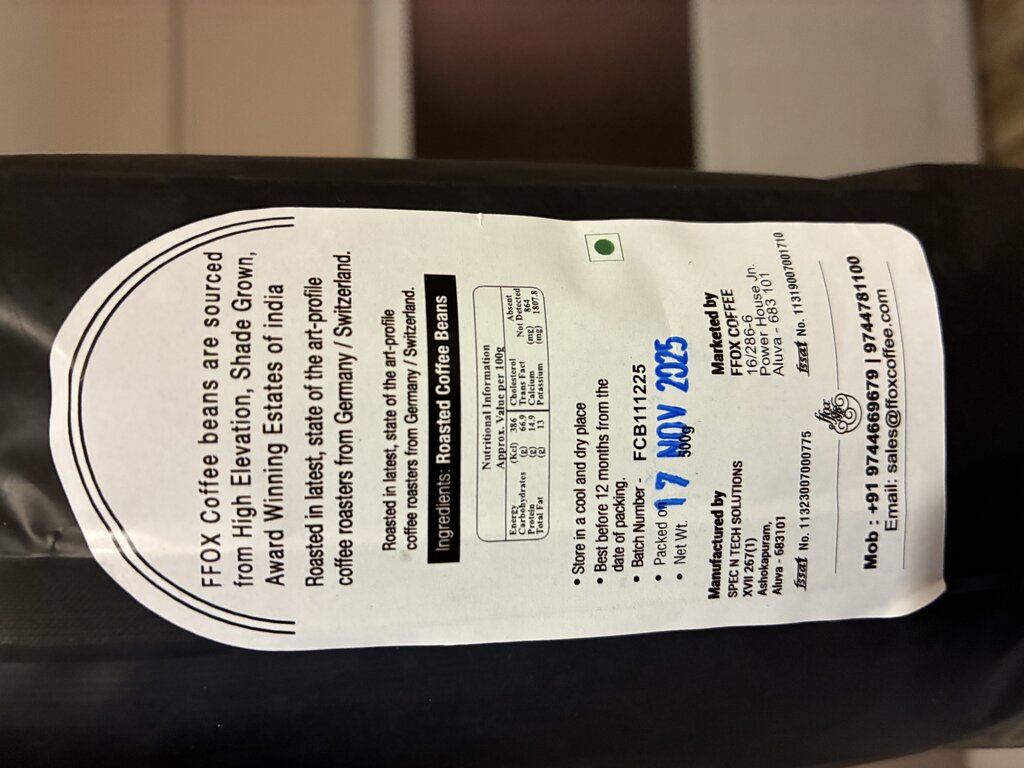 FFOX Coffee beans are sourced
from High Elevation, Shade Grown,
Award Winning Estates of india
Roasted in latest, state of the art-profile
coffee roasters from Germany / Switzerland.
Roasted in latest, state of the art-profile
coffee roasters from Germany / Switzerland.
Ingredients: Roasted Coffee Beans
Nutritional Information
Approx. Value per 100g
Energy (Kcl) 386 Cholesterol Absent
Carbohydrates (g) 66.9 Trans Fact Not Detected
Protein (g) 14.9 Calcium (mg) 864
Total Fat (g) 13 Potassium (mg) 1807.8
• Store in a cool and dry place
• Best before 12 months from the
date of packing.
• Batch Number - FCB111225
• Packed on 17 NOV 2025
• Net Wt. 500g
Manufactured by
SPEC N TECH SOLUTIONS
XVII 267(1)
Ashokapuram,
Aluva - 683101
fssai No. 11323007000775
Marketed by
FFOX COFFEE
16/286-6
Power House Jn.
Aluva - 683 101
fssai No. 11319007001710
ffox
Mob : +91 9744669679 | 9744781100
Email: sales@ffoxcoffee.com